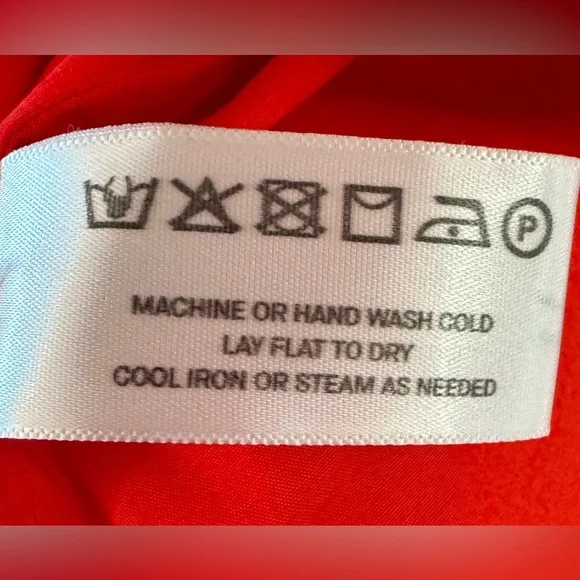 P
MACHINE OR HAND WASH COLD
LAY FLAT TO DRY
COOL IRON OR STEAM AS NEEDED